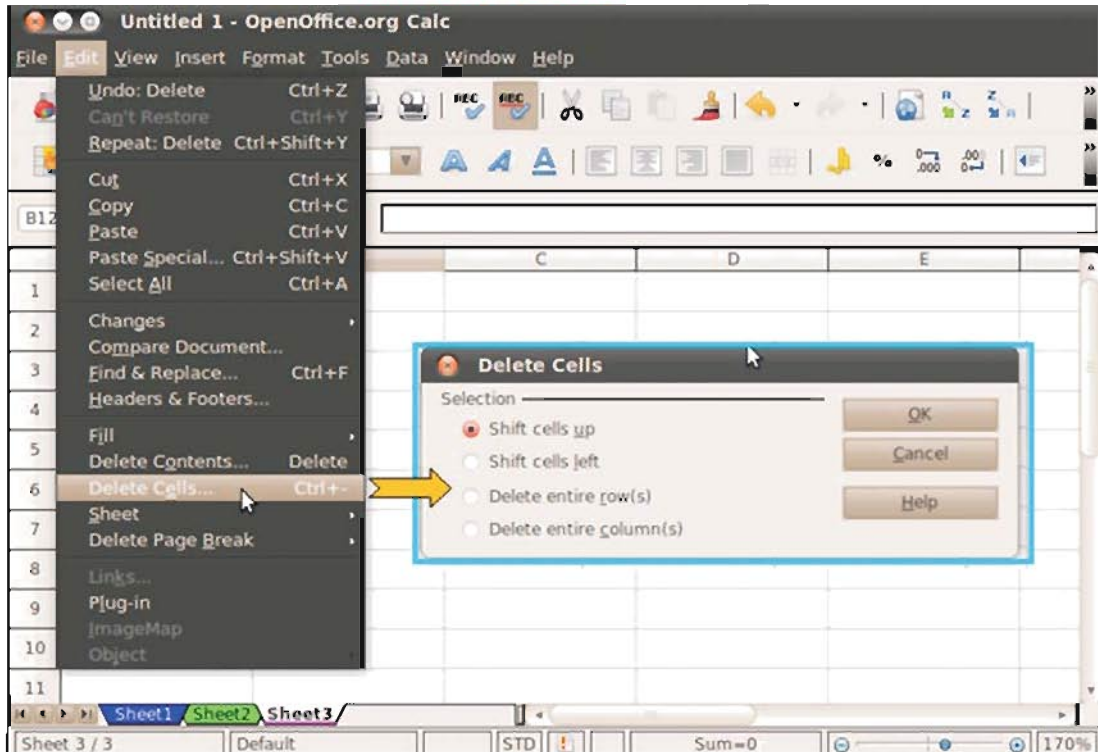 Untitled 1 - OpenOffice.org Calc
File Edit View Insert Format Tools Data Window Help
Undo: Delete Ctrl+Z
Can't Restore Ctrl+Y
Repeat: Delete Ctrl+Shift+Y
Cut Ctrl+X
Copy Ctrl+C
Paste Ctrl+V
Paste Special... Ctrl+Shift+V
Select All Ctrl+A
Changes
Compare Document...
Find & Replace... Ctrl+F
Headers & Footers...
Fill
Delete Contents... Delete
Delete Cells... Ctrl+-
Sheet
Delete Page Break
Links...
Plug-in
ImageMap
Object
ABC ABC
A A A % .000 .00 0
B12
C D E
1
2
3
4
5
6
7
8
9
10
11
Delete Cells
Selection
Shift cells up
Shift cells left
Delete entire row(s)
Delete entire column(s)
OK
Cancel
Help
Sheet1 Sheet2 Sheet3
Sheet 3 / 3 Default STD Sum=0 170%